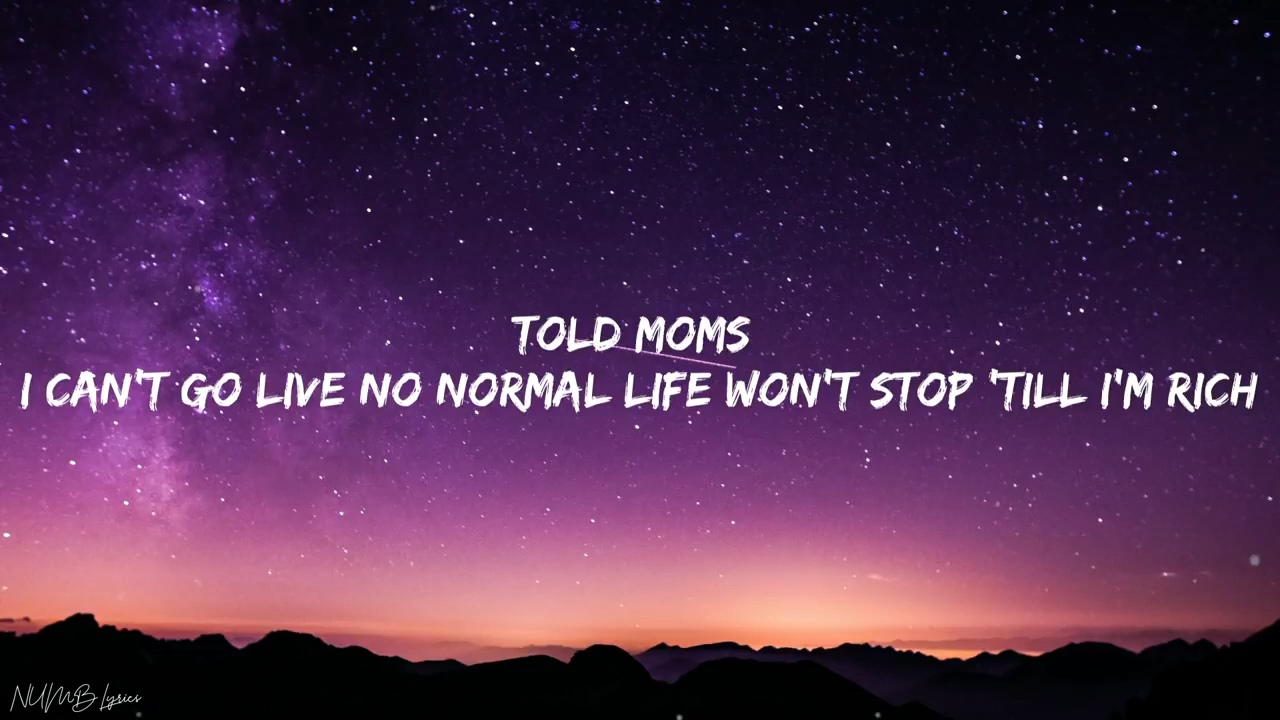 TOLD MOMS
I CAN'T GO LIVE NO NORMAL LIFE WON'T STOP 'TILL I'M RICH
NUMB Lyrics